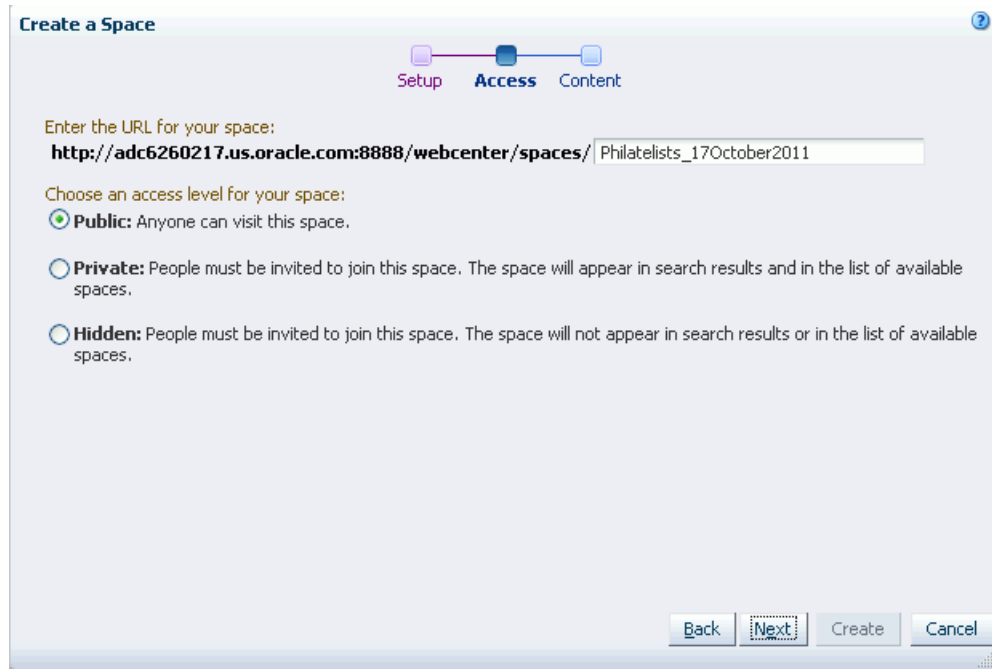 Create a Space
Setup Access Content
Enter the URL for your space:
http://adc6260217.us.oracle.com:8888/webcenter/spaces/ Philatelists_17October2011
Choose an access level for your space:
Public: Anyone can visit this space.
Private: People must be invited to join this space. The space will appear in search results and in the list of available
spaces.
Hidden: People must be invited to join this space. The space will not appear in search results or in the list of available
spaces.
Back Next Create Cancel